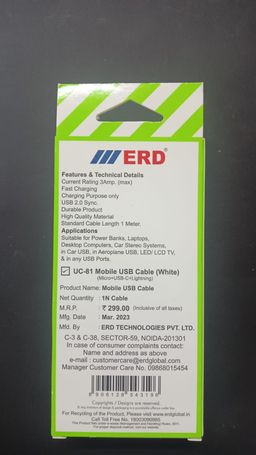 ERD®
Features & Technical Details
Current Rating 3Amp. (max)
Fast Charging
Charging Purpose only
USB 2.0 Sync.
Durable Product
High Quality Material
Standard Cable Length 1 Meter.
Applications
Suitable for Power Banks, Laptops,
Desktop Computers, Car Stereo Systems,
in Car USB, in Aeroplane USB, LED/ LCD TV,
& in any USB Ports.
UC-81 Mobile USB Cable (White)
(Micro+USB-C+Lightning)
Product Name: Mobile USB Cable
Net Quantity : 1N Cable
M.R.P. : ₹ 299.00 (Inclusive of all taxes)
Mfg. Date : Mar. 2023
Mfd. By : ERD TECHNOLOGIES PVT. LTD.
C-3 & C-38, SECTOR-59, NOIDA-201301
In case of consumer complaints contact:
Name and address as above
e-mail : customercare@erdglobal.com
Manager Customer Care No. 09868015454
Copyrights / Designs are reserved.
For Recycling of the Product, Please visit www.erdglobal.in
Call Toll Free No.